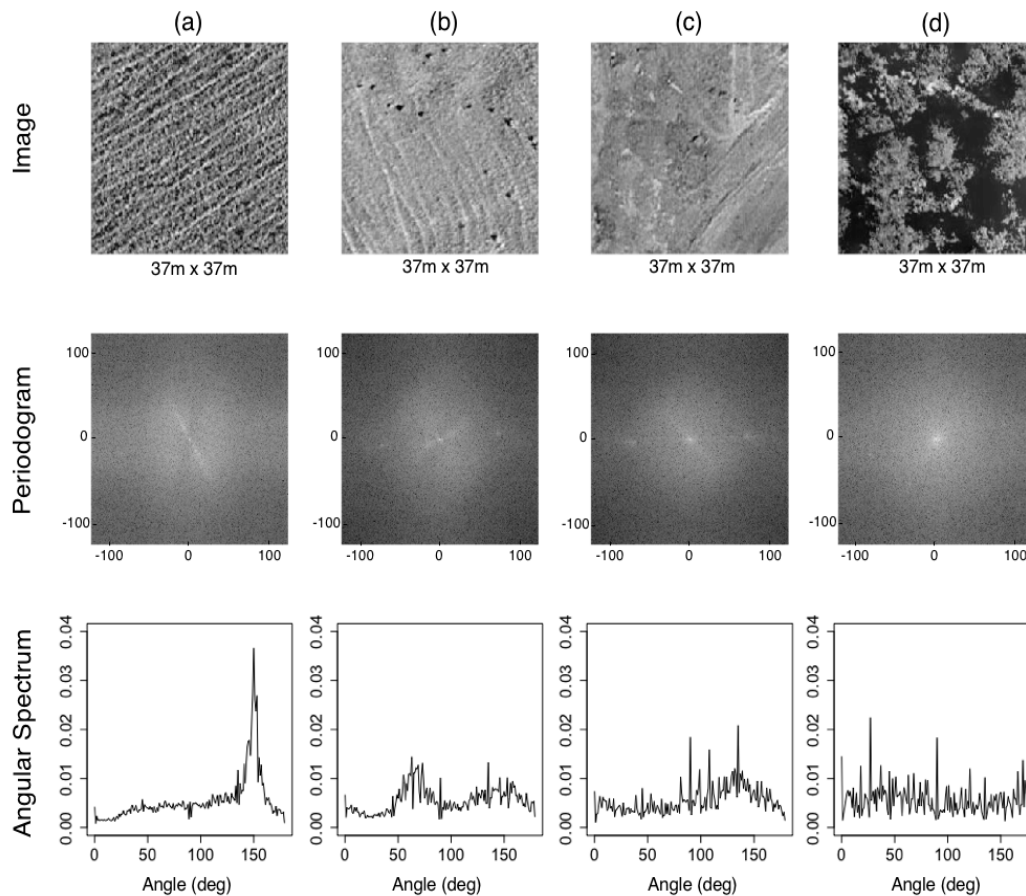 (a) (b) (c) (d)
Image
37m x 37m 37m x 37m 37m x 37m 37m x 37m
Periodogram
100 100 100 100
0 0 0 0
-100 -100 -100 -100
-100 0 100 -100 0 100 -100 0 100 -100 0 100
Angular Spectrum
0.04 0.04 0.04 0.04
0.03 0.03 0.03 0.03
0.02 0.02 0.02 0.02
0.01 0.01 0.01 0.01
0.00 0.00 0.00 0.00
0 50 100 150 0 50 100 150 0 50 100 150 0 50 100 150
Angle (deg) Angle (deg) Angle (deg) Angle (deg)